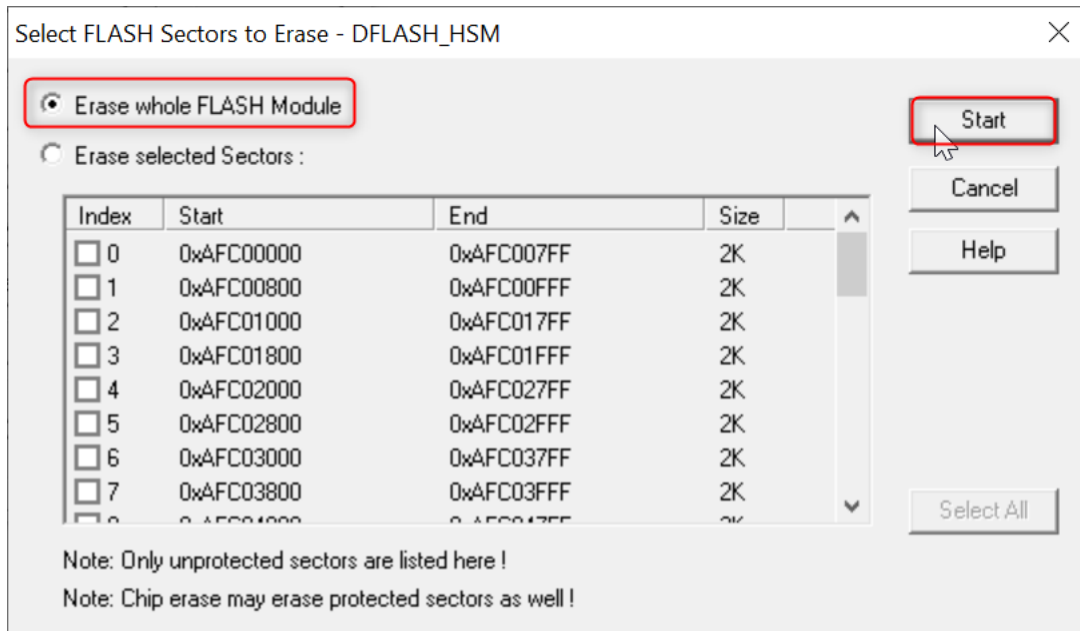 Select FLASH Sectors to Erase - DFLASH_HSM
Erase whole FLASH Module
Start
Erase selected Sectors :
Cancel
Index Start End Size
Help
0 0xAFC00000 0xAFC007FF 2K
1 0xAFC00800 0xAFC00FFF 2K
2 0xAFC01000 0xAFC017FF 2K
3 0xAFC01800 0xAFC01FFF 2K
4 0xAFC02000 0xAFC027FF 2K
5 0xAFC02800 0xAFC02FFF 2K
6 0xAFC03000 0xAFC037FF 2K
7 0xAFC03800 0xAFC03FFF 2K
Select All
Note: Only unprotected sectors are listed here !
Note: Chip erase may erase protected sectors as well !